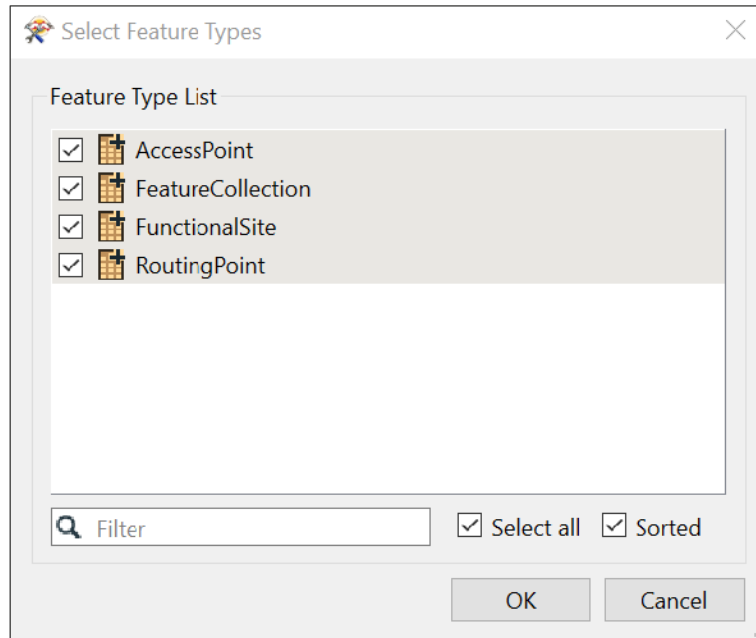 Select Feature Types
Feature Type List
AccessPoint
FeatureCollection
FunctionalSite
RoutingPoint
Filter
Select all
Sorted
OK
Cancel